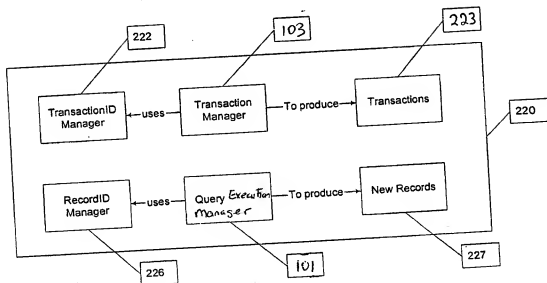 222
103
223
TransactionID
Manager
uses
Transaction
Manager
To produce
Transactions
220
RecordID
Manager
uses
Query Execution
Manager
To produce
New Records
226
101
227